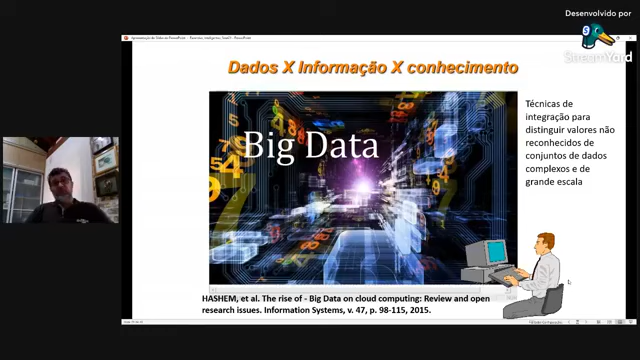 Desenvolvido por
StreamYard
Dados X Informação X conhecimento
Big Data
Técnicas de
integração para
distinguir valores não
reconhecidos de
conjuntos de dados
complexos e de
grande escala
HASHEM, et al. The rise of - Big Data on cloud computing: Review and open
research issues. Information Systems, v. 47, p. 98-115, 2015.